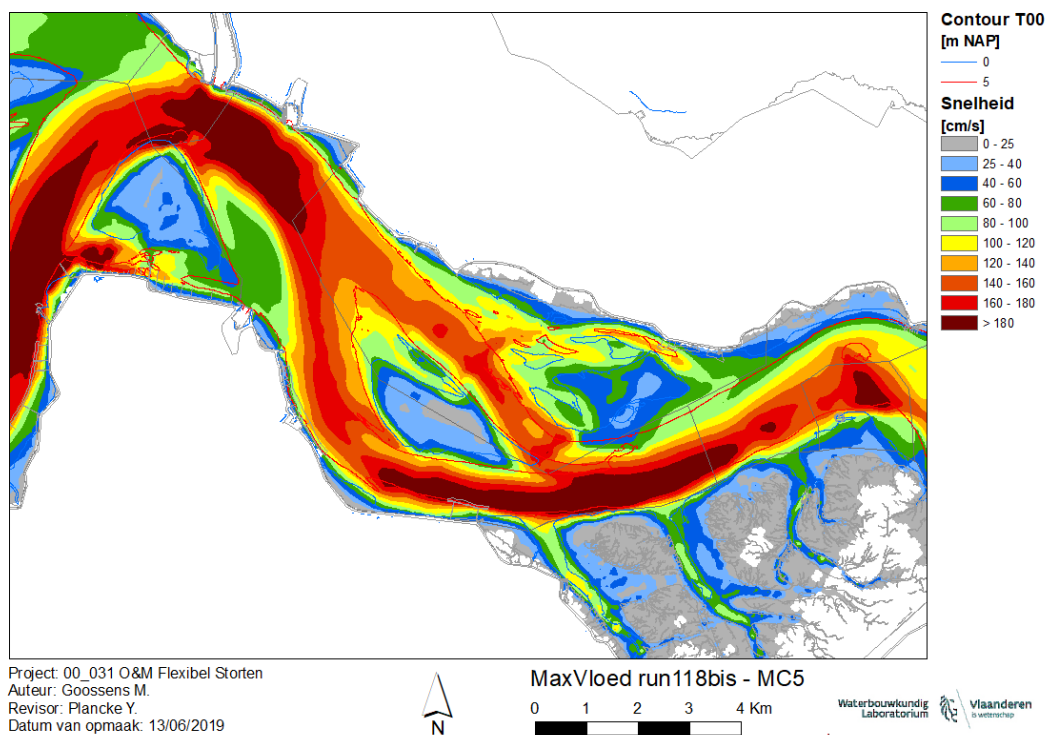 Contour T00
[m NAP]
0
5
Snelheid
[cm/s]
0 - 25
25 - 40
40 - 60
60 - 80
80 - 100
100 - 120
120 - 140
140 - 160
160 - 180
> 180
Project: 00_031 O&M Flexibel Storten
Auteur: Goossens M.
Revisor: Plancke Y.
Datum van opmaak: 13/06/2019
N
MaxVloed run118bis - MC5
0 1 2 3 4 Km
Waterbouwkundig
Laboratorium
Vlaanderen
is wetenschap